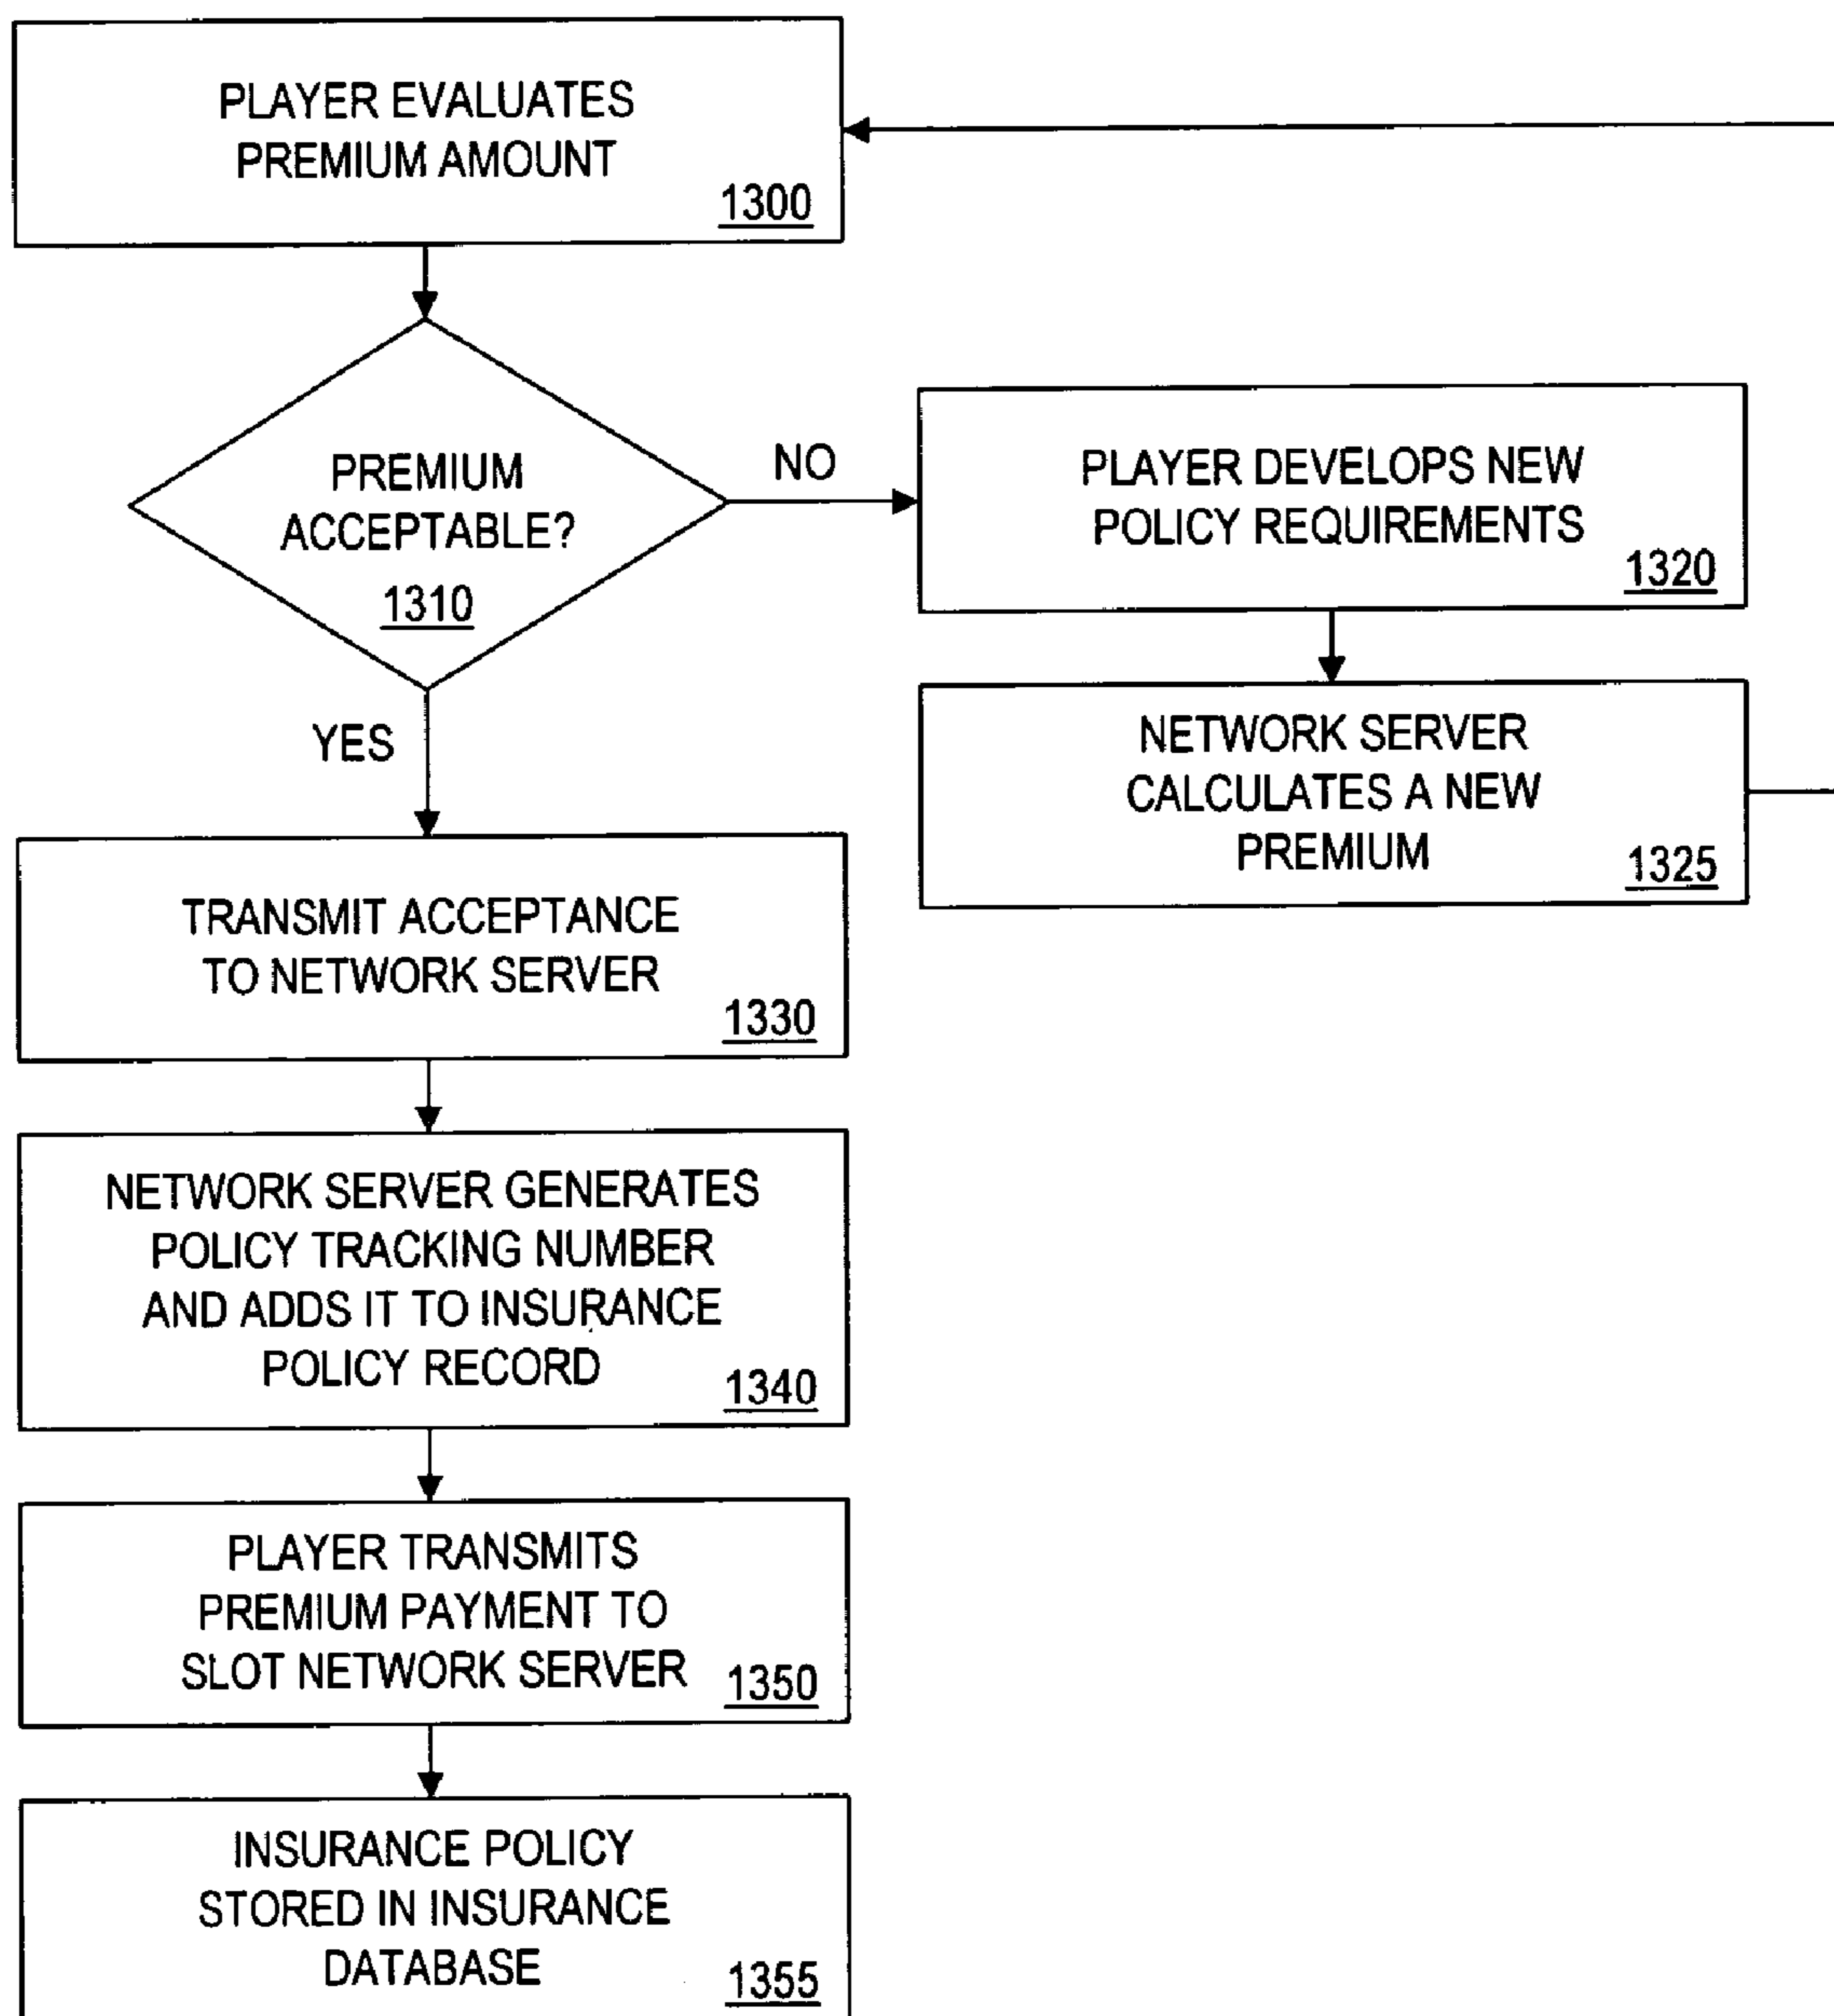 PLAYER EVALUATES
PREMIUM AMOUNT
1300
PREMIUM
ACCEPTABLE?
1310
NO
PLAYER DEVELOPS NEW
POLICY REQUIREMENTS
1320
NETWORK SERVER
CALCULATES A NEW
PREMIUM
1325
YES
TRANSMIT ACCEPTANCE
TO NETWORK SERVER
1330
NETWORK SERVER GENERATES
POLICY TRACKING NUMBER
AND ADDS IT TO INSURANCE
POLICY RECORD
1340
PLAYER TRANSMITS
PREMIUM PAYMENT TO
SLOT NETWORK SERVER
1350
INSURANCE POLICY
STORED IN INSURANCE
DATABASE
1355